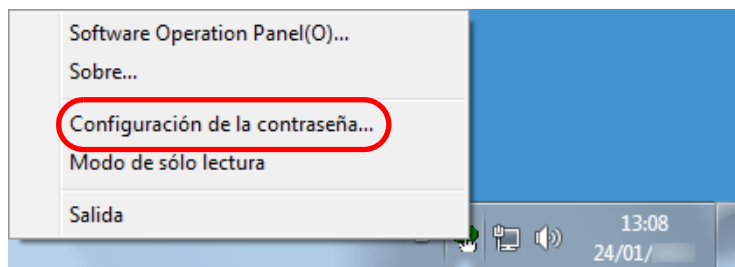 Software Operation Panel(O)...
Sobre...
Configuración de la contraseña...
Modo de sólo lectura
Salida
13:08
24/01/